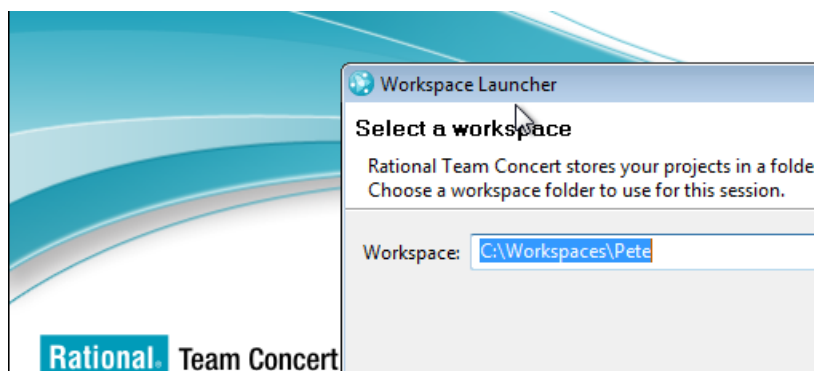 Workspace Launcher
Select a workspace
Rational Team Concert stores your projects in a folde
Choose a workspace folder to use for this session.
Workspace: C:\Workspaces\Pete
Rational. Team Concert